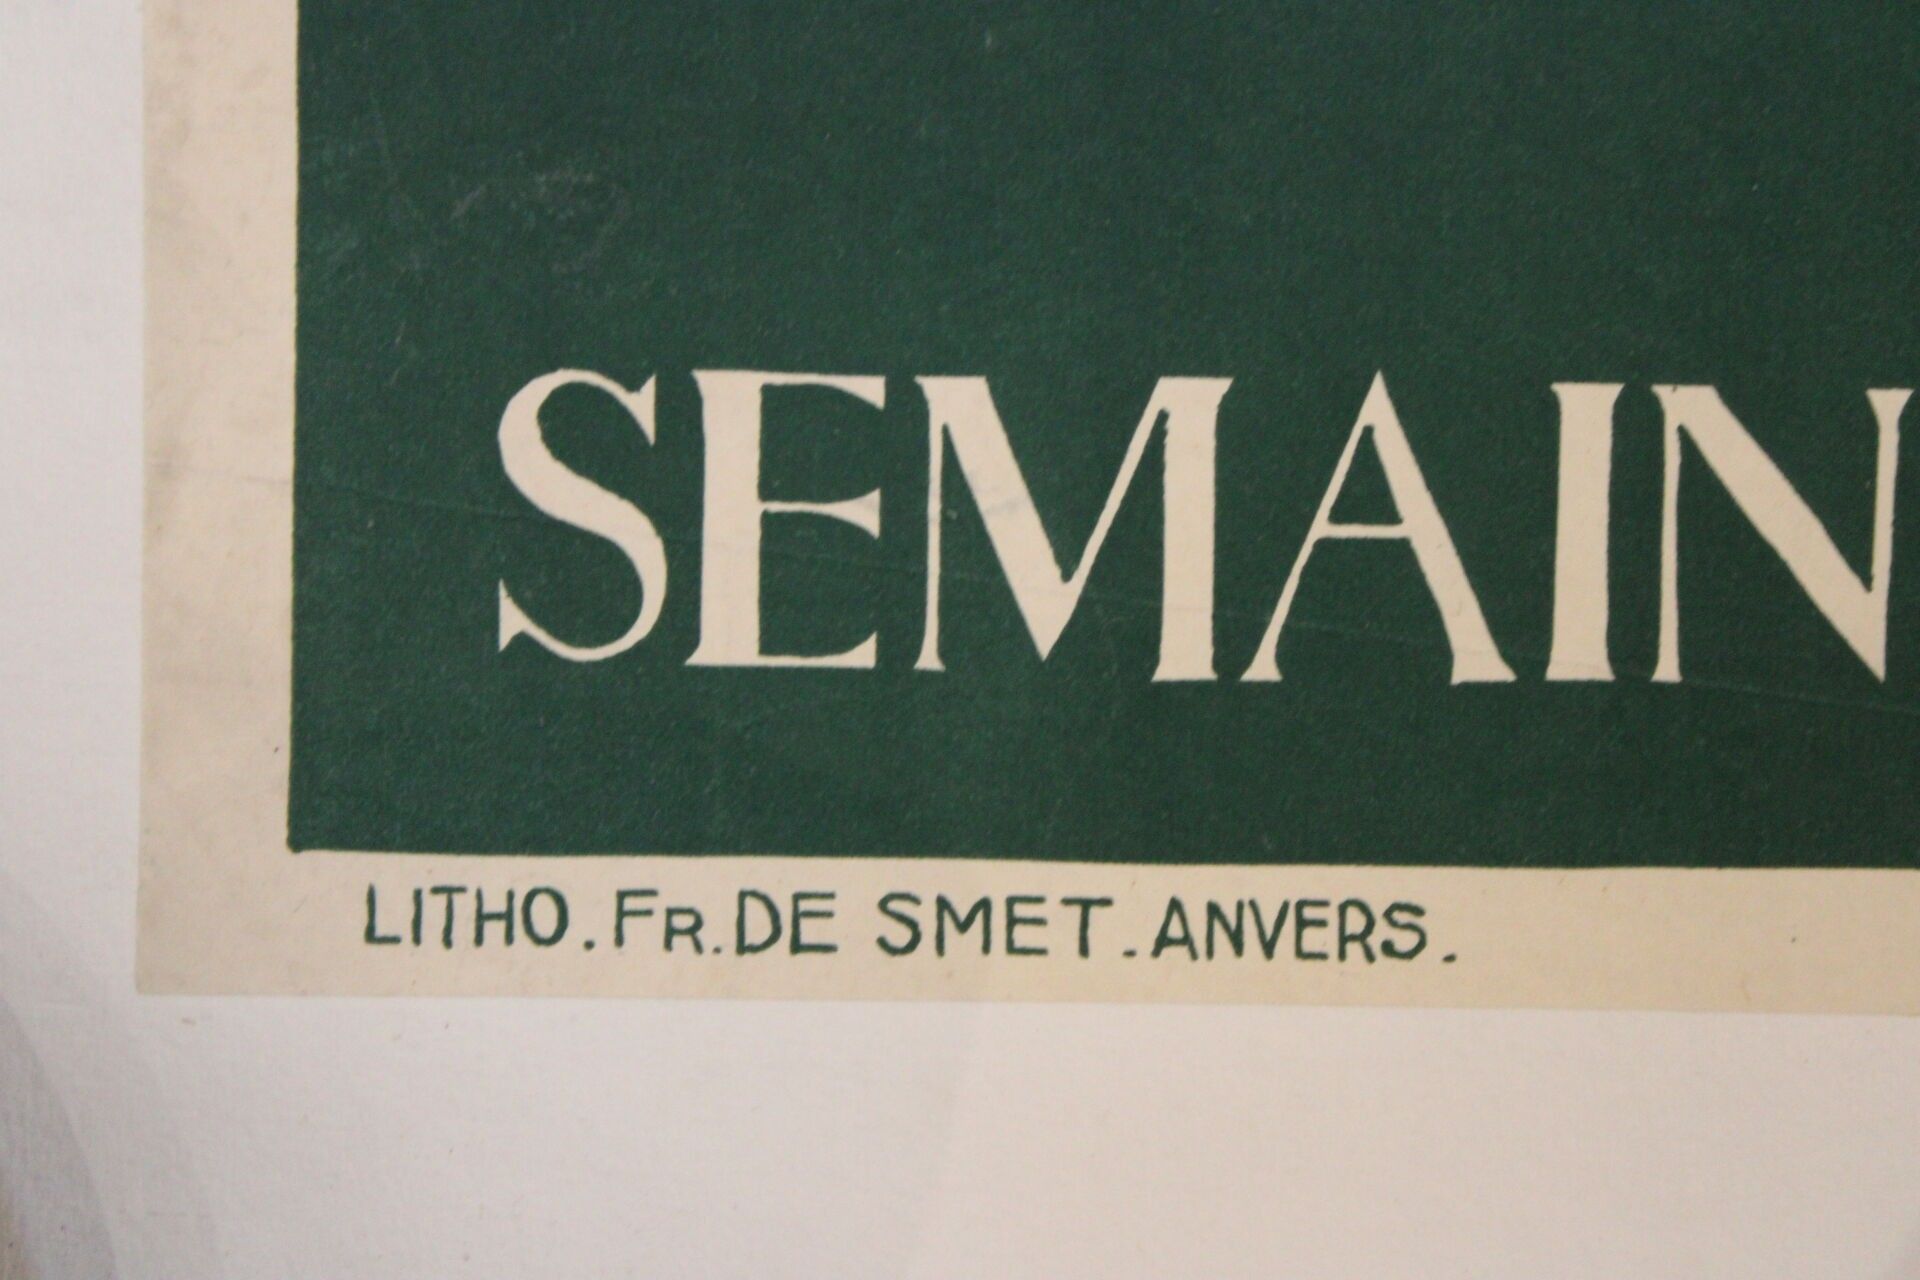 SEMAIN
LITHO. FR. DE SMET. ANVERS.